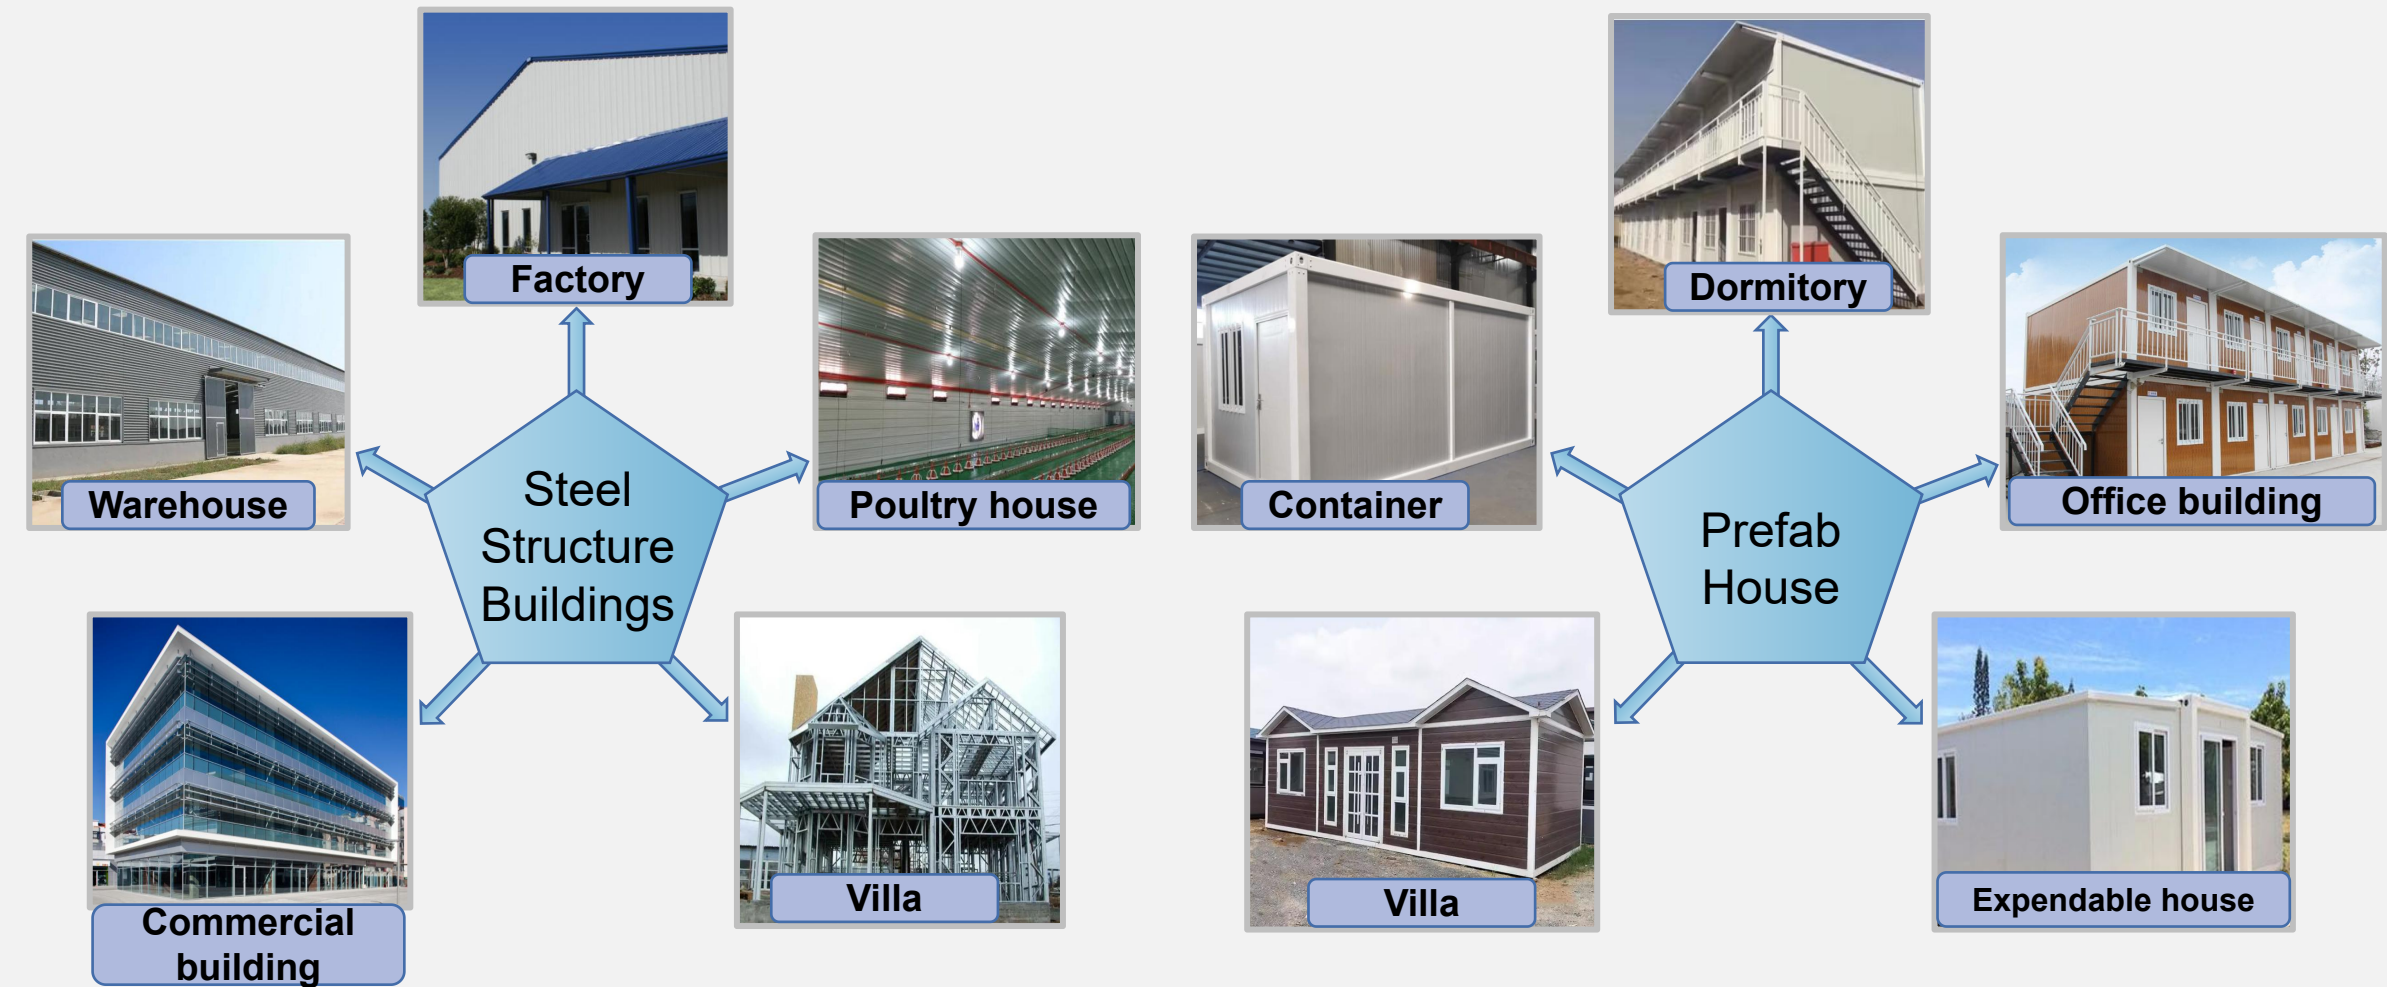 Factory
Warehouse
Poultry house
Steel
Structure
Buildings
Commercial
building
Villa
Dormitory
Container
Office building
Prefab
House
Villa
Expendable house